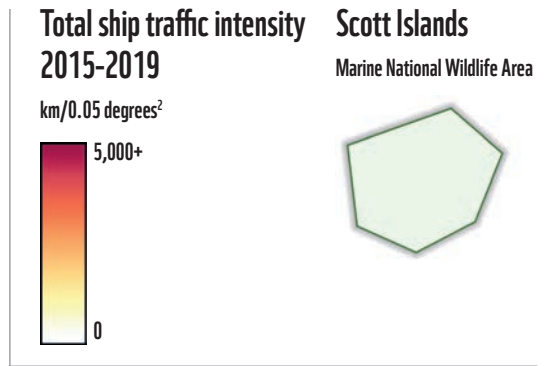 Total ship traffic intensity
2015-2019
km/0.05 degrees²
5,000+
0
Scott Islands
Marine National Wildlife Area